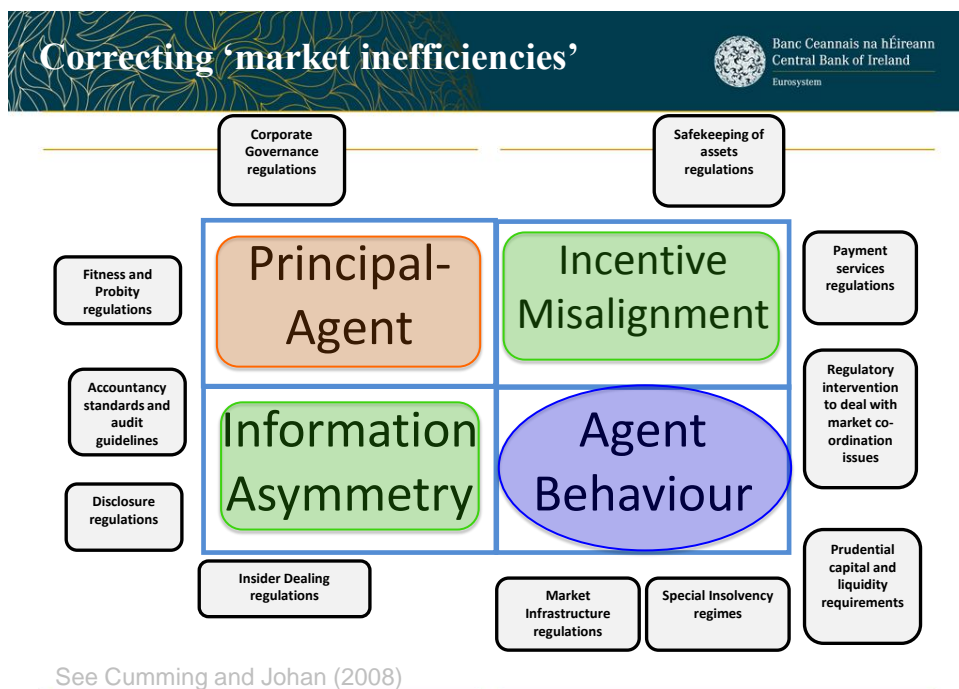 Correcting ‘market inefficiencies’
Banc Ceannais na hÉireann
Central Bank of Ireland
Eurosystem
Corporate
Governance
regulations
Safekeeping of
assets
regulations
Fitness and
Probity
regulations
Principal-
Agent
Incentive
Misalignment
Payment
services
regulations
Accountancy
standards and
audit
guidelines
Regulatory
intervention
to deal with
market co-
ordination
issues
Information
Asymmetry
Agent
Behaviour
Disclosure
regulations
Prudential
capital and
liquidity
requirements
Insider Dealing
regulations
Market
Infrastructure
regulations
Special Insolvency
regimes
See Cumming and Johan (2008)